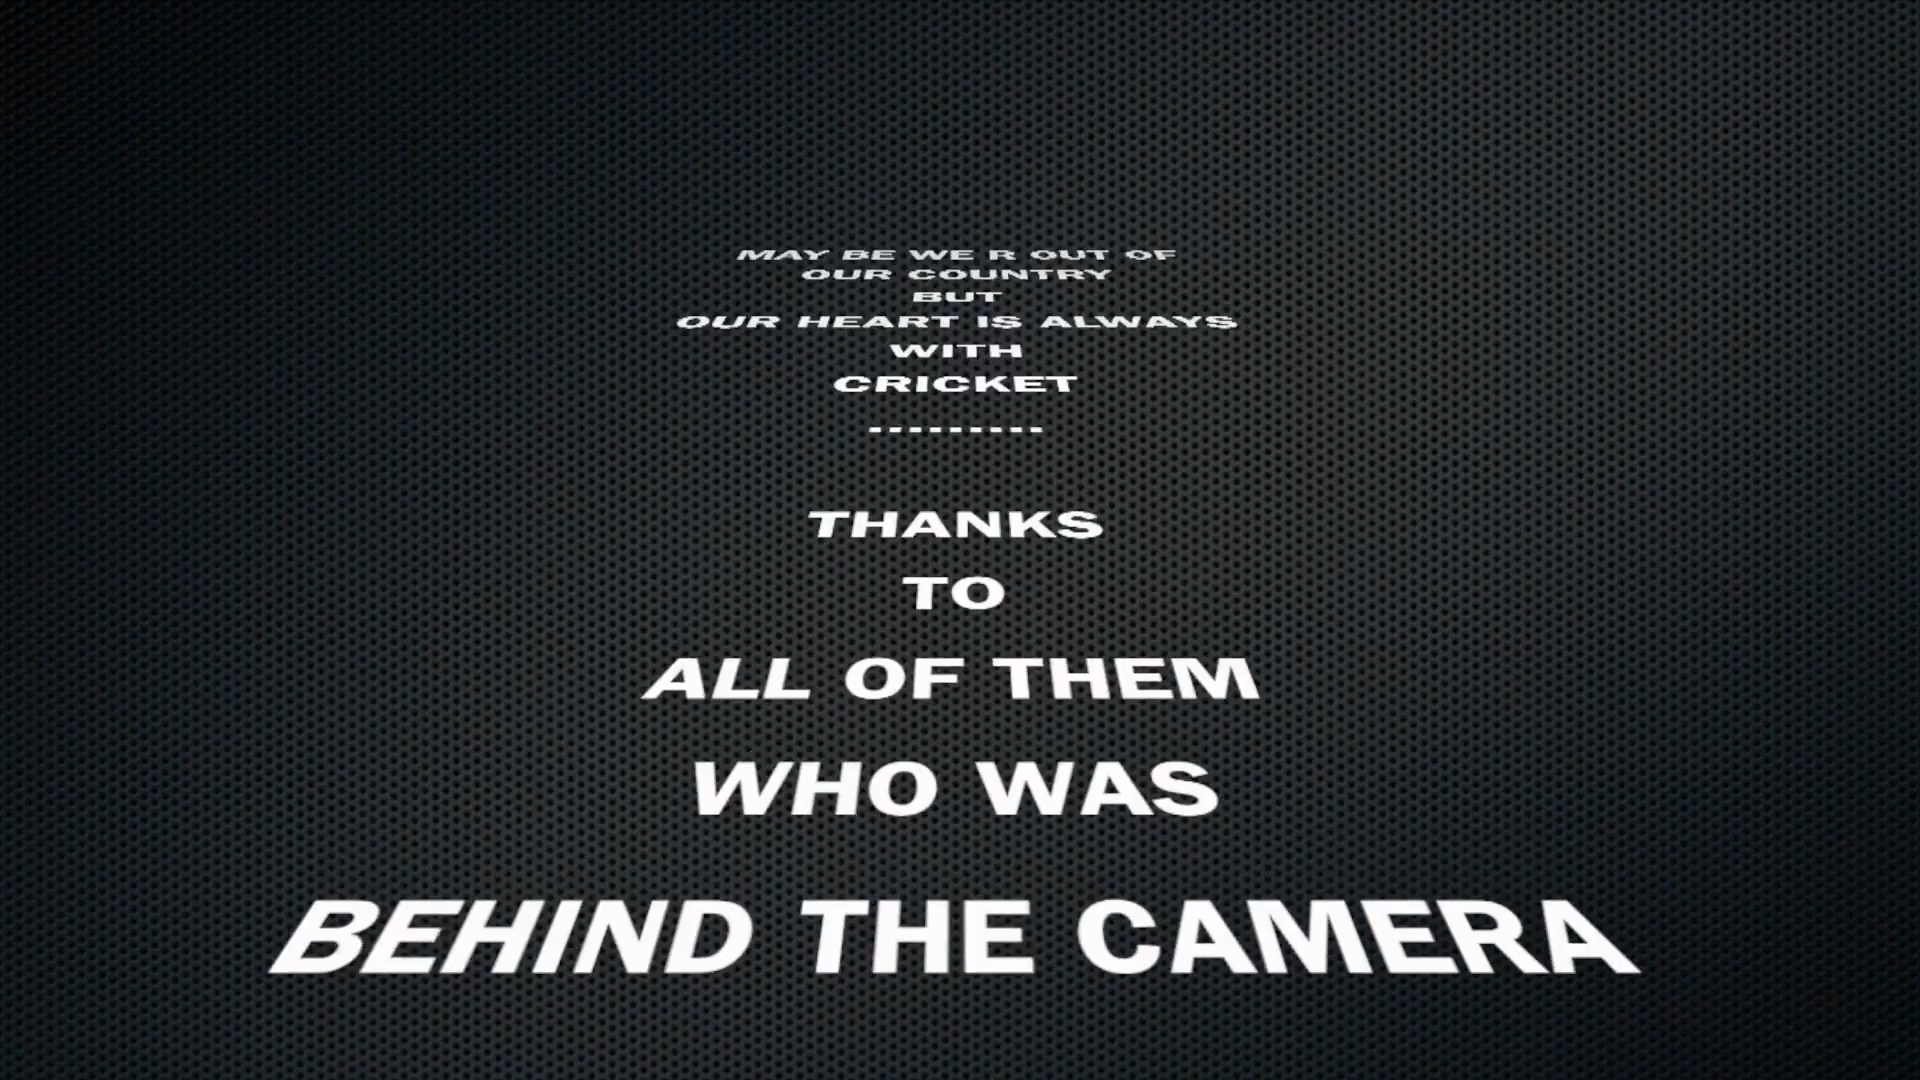 MAY BE WE R OUT OF
OUR COUNTRY
BUT
OUR HEART IS ALWAYS
WITH
CRICKET
---------
THANKS
TO
ALL OF THEM
WHO WAS
BEHIND THE CAMERA